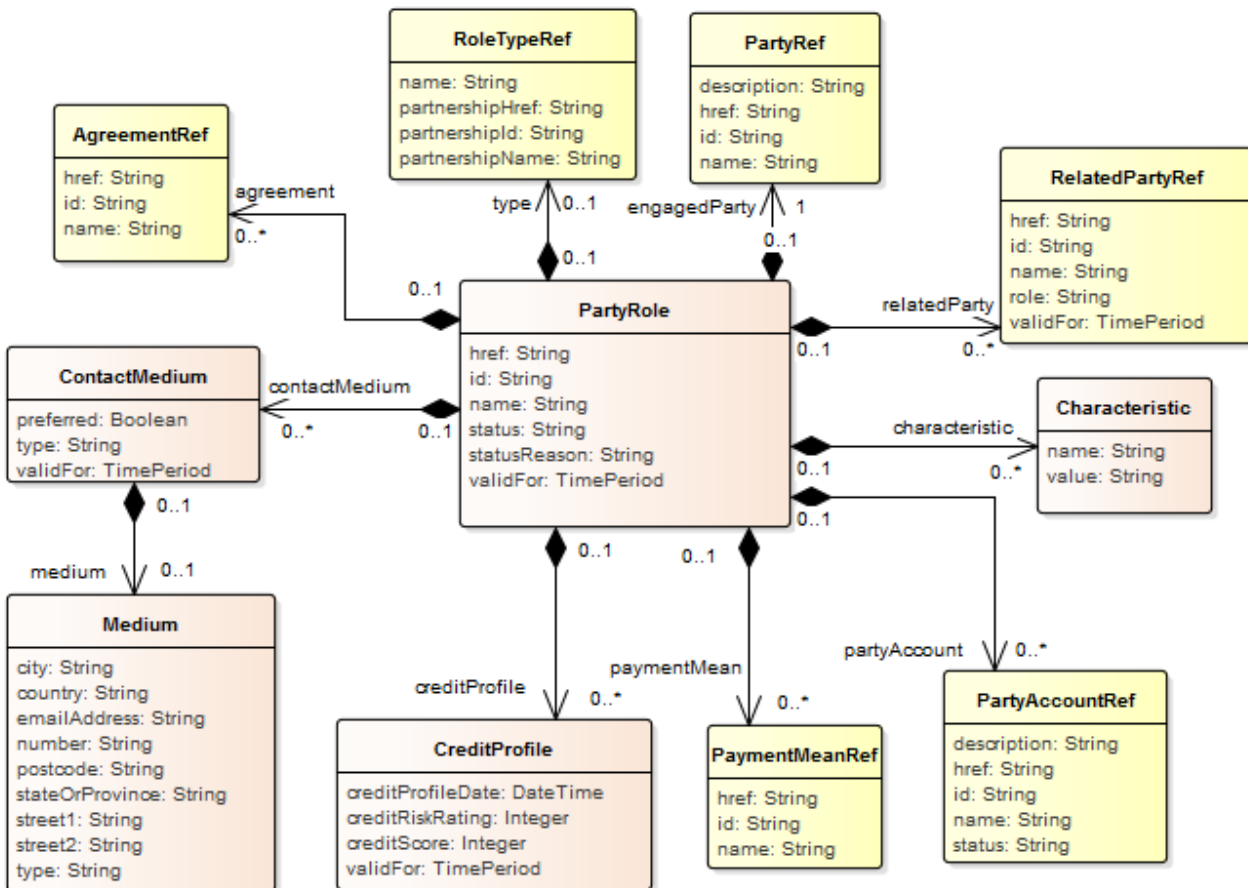 RoleTypeRef
name: String
partnershipHref: String
partnershipId: String
partnershipName: String
PartyRef
description: String
href: String
id: String
name: String
AgreementRef
href: String
id: String
name: String
agreement
0..*
0..1
type
0..1
0..1
engagedParty
1
0..1
RelatedPartyRef
href: String
id: String
name: String
role: String
validFor: TimePeriod
relatedParty
0..1
0..*
PartyRole
href: String
id: String
name: String
status: String
statusReason: String
validFor: TimePeriod
ContactMedium
preferred: Boolean
type: String
validFor: TimePeriod
contactMedium
0..*
0..1
Characteristic
name: String
value: String
characteristic
0..1
0..*
0..1
0..1
medium
0..1
0..1
0..1
Medium
city: String
country: String
emailAddress: String
number: String
postcode: String
stateOrProvince: String
street1: String
street2: String
type: String
creditProfile
0..*
CreditProfile
creditProfileDate: DateTime
creditRiskRating: Integer
creditScore: Integer
validFor: TimePeriod
paymentMean
0..*
PaymentMeanRef
href: String
id: String
name: String
partyAccount
0..*
PartyAccountRef
description: String
href: String
id: String
name: String
status: String